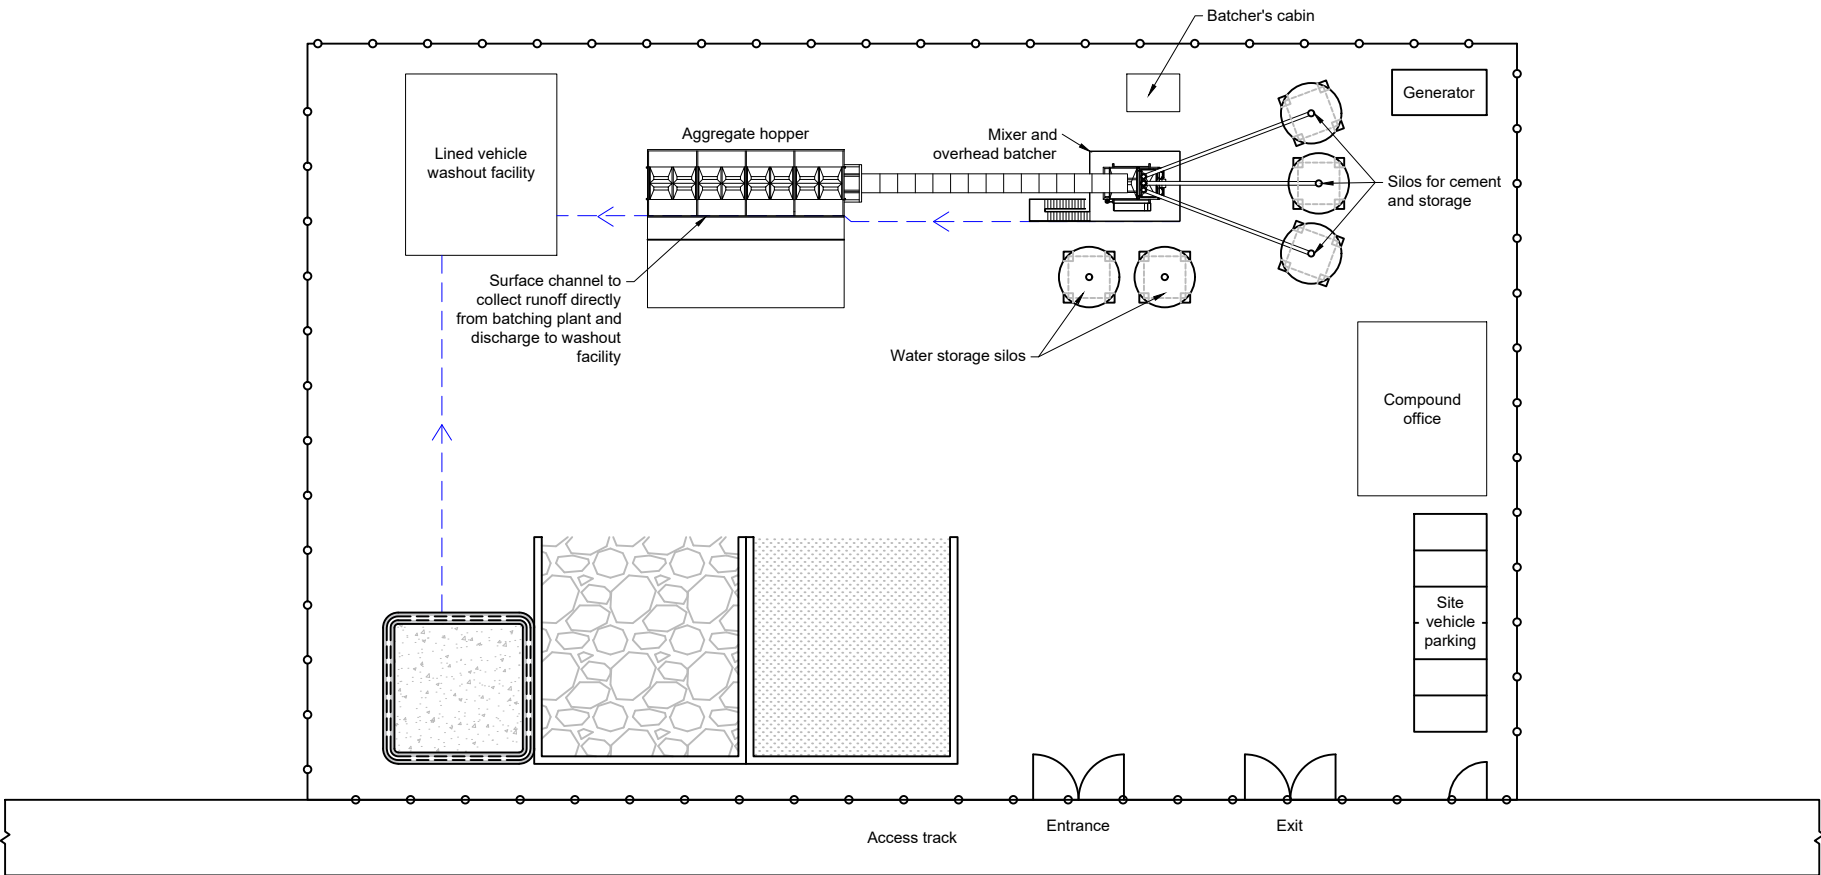 Batcher's cabin
Generator
Aggregate hopper
Mixer and
overhead batcher
Lined vehicle
washout facility
Silos for cement
and storage
Surface channel to
collect runoff directly
from batching plant and
discharge to washout
facility
Water storage silos
Compound
office
Site
vehicle
parking
Entrance
Exit
Access track